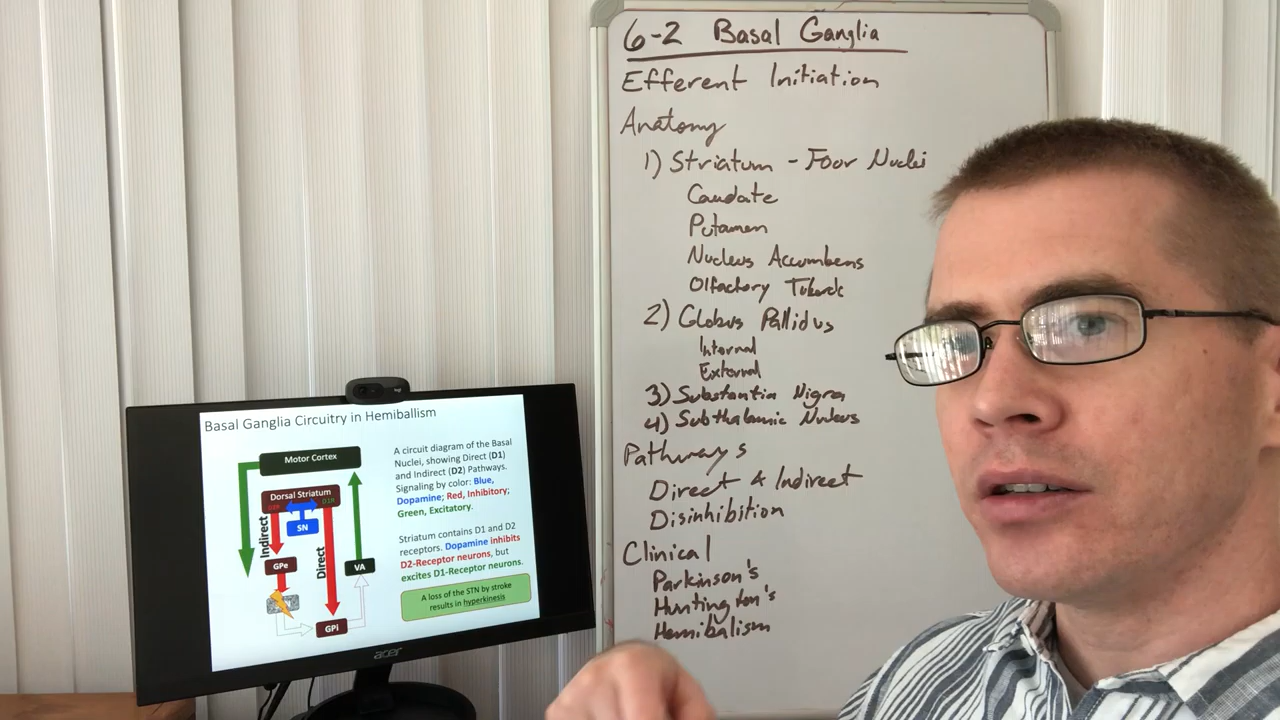 6-2 Basal Ganglia
Efferent Initiation
Anatomy
1) Striatum - Four Nuclei
Caudate
Putamen
Nucleus Accumbens
Olfactory Tubercle
2) Globus Pallidus
Internal
External
3) Substantia Nigra
4) Subthalamic Nucleus
Pathways
Direct & Indirect
Disinhibition
Clinical
Parkinson's
Huntington's
Hemibalism
Basal Ganglia Circuitry in Hemiballism
Motor Cortex
Dorsal Striatum
D2R
D1R
SN
Indirect
Direct
GPe
VA
GPi
A circuit diagram of the Basal
Nuclei, showing Direct (D1)
and Indirect (D2) Pathways.
Signaling by color: Blue,
Dopamine; Red, Inhibitory;
Green, Excitatory.
Striatum contains D1 and D2
receptors. Dopamine inhibits
D2-Receptor neurons, but
excites D1-Receptor neurons.
A loss of the STN by stroke
results in hyperkinesis
acer